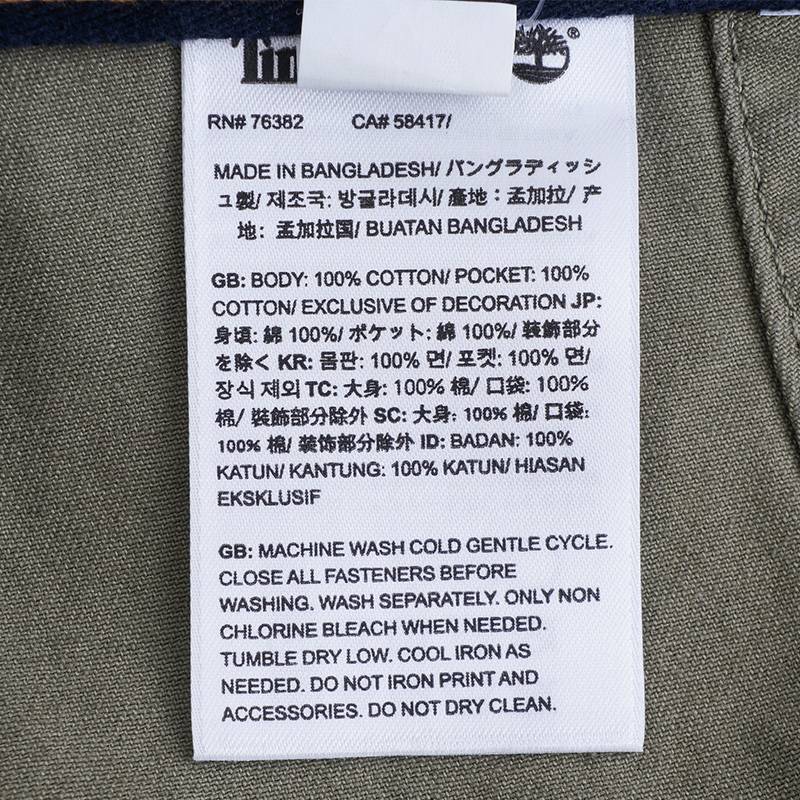 Tim
®
RN# 76382 CA# 58417/
MADE IN BANGLADESH/ バングラディッシ
ュ製/ 제조국: 방글라데시/ 產地：孟加拉/ 产
地：孟加拉国/ BUATAN BANGLADESH
GB: BODY: 100% COTTON/ POCKET: 100%
COTTON/ EXCLUSIVE OF DECORATION JP:
身頃: 綿 100%/ ポケット: 綿 100%/ 装飾部分
を除く KR: 몸판: 100% 면/ 포켓: 100% 면/
장식 제외 TC: 大身: 100% 棉/ 口袋: 100%
棉/ 裝飾部分除外 SC: 大身: 100% 棉/ 口袋:
100% 棉/ 装饰部分除外 ID: BADAN: 100%
KATUN/ KANTUNG: 100% KATUN/ HIASAN
EKSKLUSIF
GB: MACHINE WASH COLD GENTLE CYCLE.
CLOSE ALL FASTENERS BEFORE
WASHING. WASH SEPARATELY. ONLY NON
CHLORINE BLEACH WHEN NEEDED.
TUMBLE DRY LOW. COOL IRON AS
NEEDED. DO NOT IRON PRINT AND
ACCESSORIES. DO NOT DRY CLEAN.